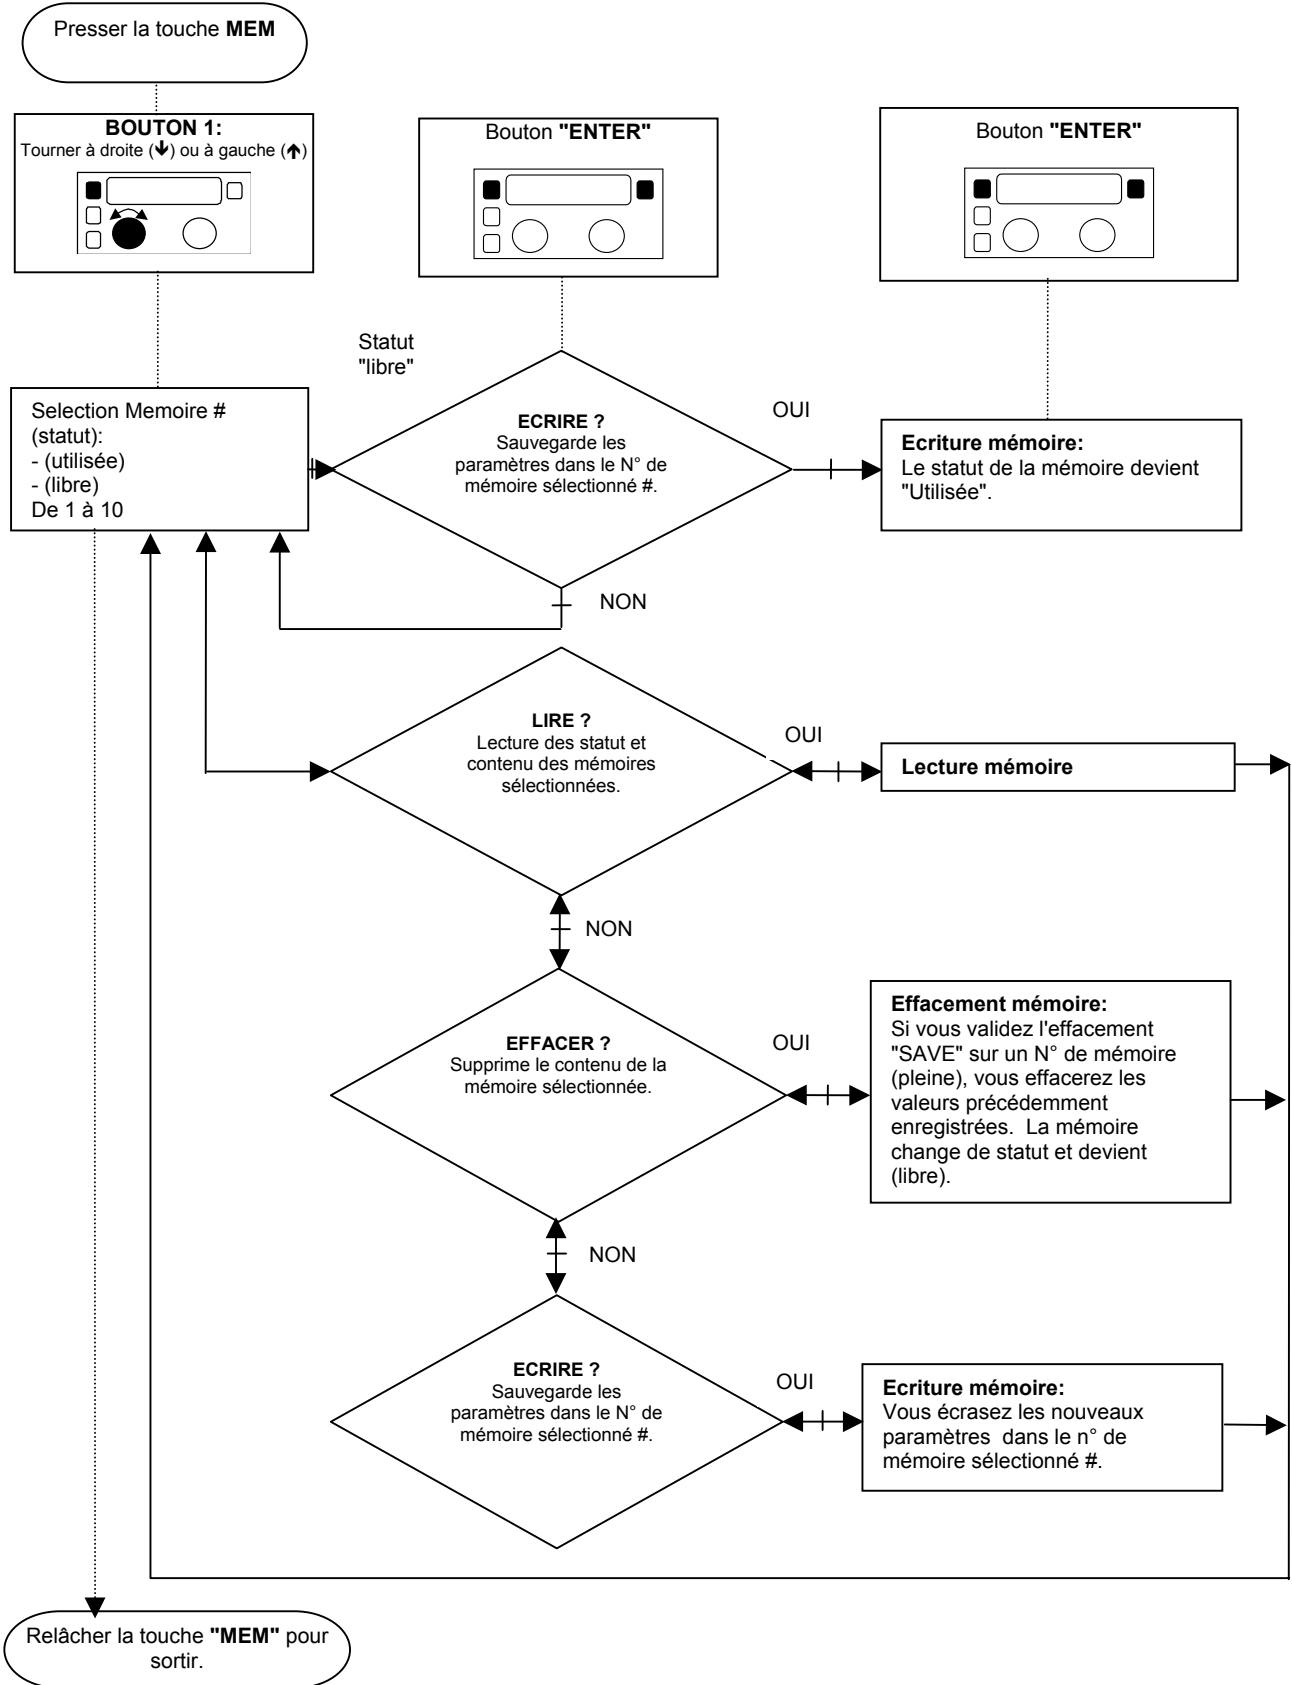 Presser la touche MEM
BOUTON 1:
Tourner à droite (🡻) ou à gauche (🡹)
Bouton "ENTER"
Bouton "ENTER"
Statut
"libre"
Selection Memoire #
(statut):
- (utilisée)
- (libre)
De 1 à 10
ECRIRE ?
Sauvegarde les
paramètres dans le N° de
mémoire sélectionné #.
OUI
Ecriture mémoire:
Le statut de la mémoire devient
"Utilisée".
NON
LIRE ?
Lecture des statut et
contenu des mémoires
sélectionnées.
OUI
Lecture mémoire
NON
EFFACER ?
Supprime le contenu de la
mémoire sélectionnée.
OUI
Effacement mémoire:
Si vous validez l'effacement
"SAVE" sur un N° de mémoire
(pleine), vous effacerez les
valeurs précédemment
enregistrées.  La mémoire
change de statut et devient
(libre).
NON
ECRIRE ?
Sauvegarde les
paramètres dans le N° de
mémoire sélectionné #.
OUI
Ecriture mémoire:
Vous écrasez les nouveaux
paramètres  dans le n° de
mémoire sélectionné #.
Relâcher la touche "MEM" pour
sortir.